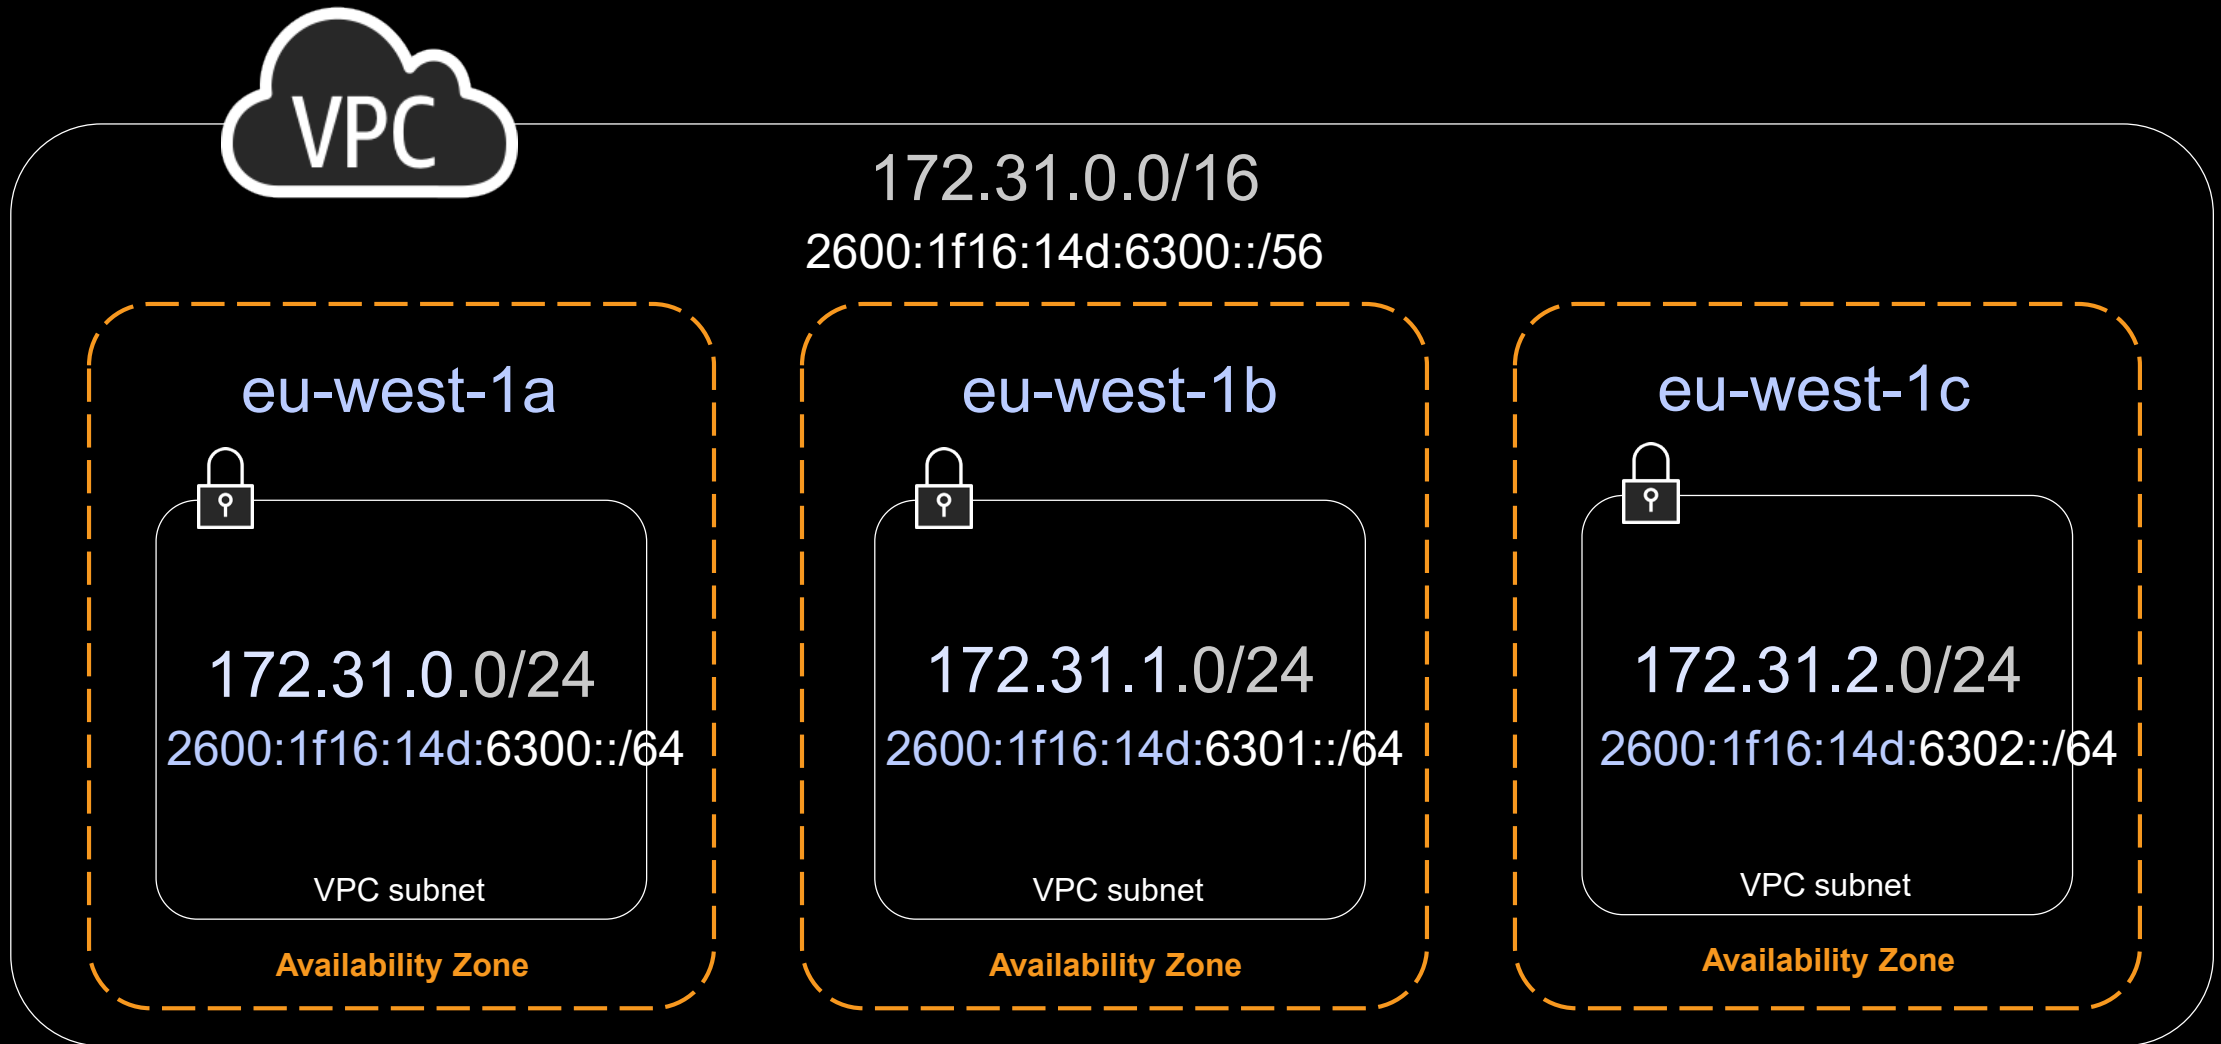 VPC
172.31.0.0/16
2600:1f16:14d:6300::/56
eu-west-1a
172.31.0.0/24
2600:1f16:14d:6300::/64
VPC subnet
Availability Zone
eu-west-1b
172.31.1.0/24
2600:1f16:14d:6301::/64
VPC subnet
Availability Zone
eu-west-1c
172.31.2.0/24
2600:1f16:14d:6302::/64
VPC subnet
Availability Zone